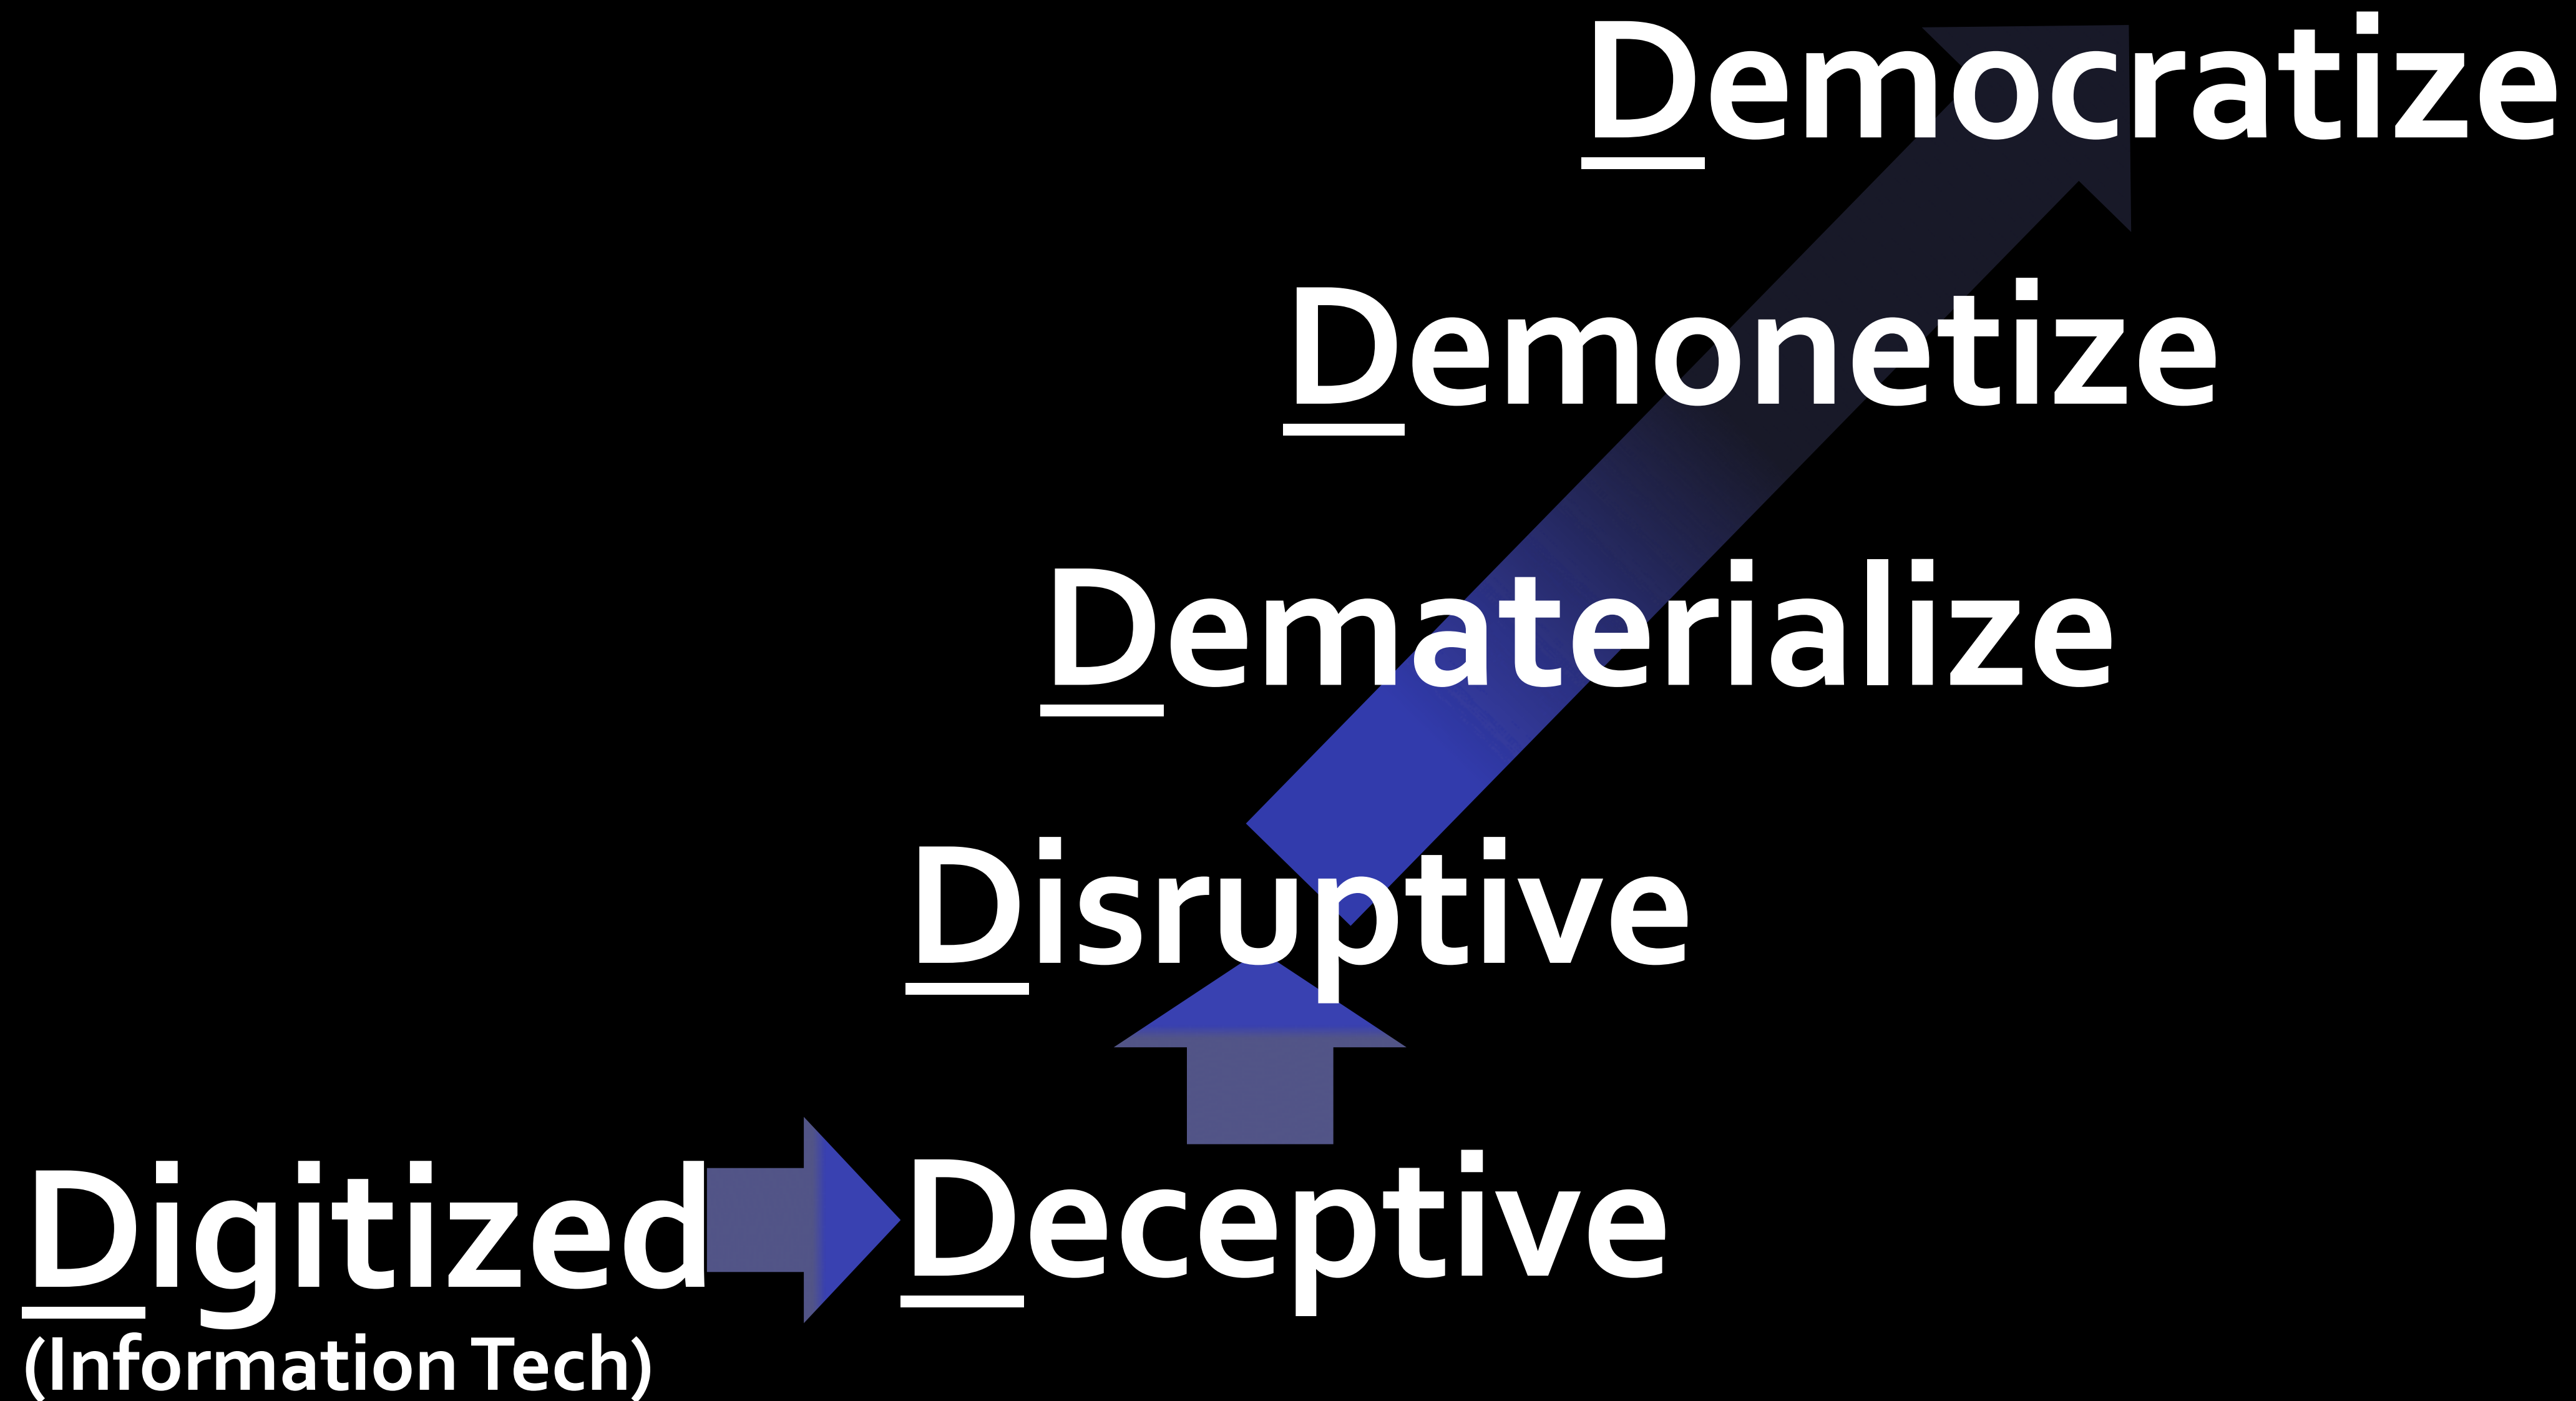 Democratize
Demonetize
Dematerialize
Disruptive
Digitized
Deceptive
(Information Tech)